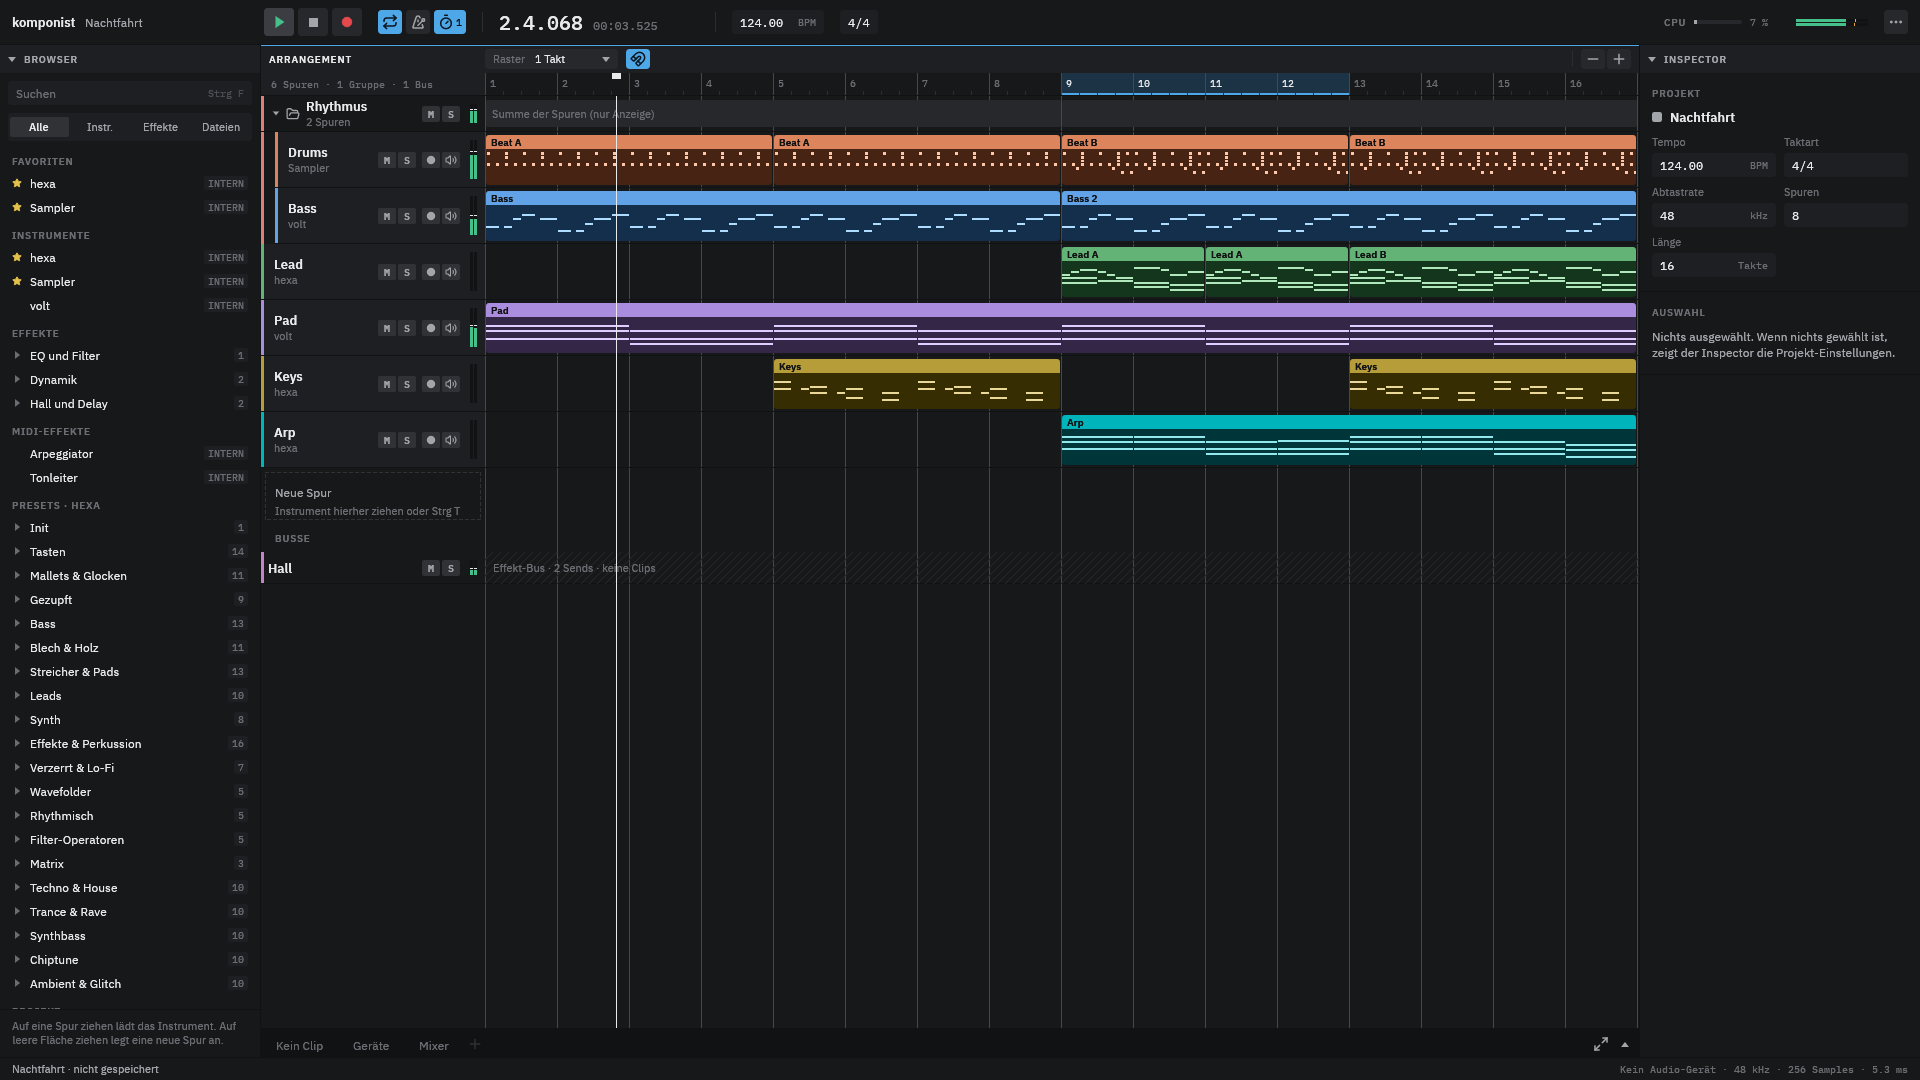 komponist Nachtfahrt
1 2.4.068 00:03.525 124.00 BPM 4/4 CPU 7 %
BROWSER
Suchen Strg F
Alle Instr. Effekte Dateien
FAVORITEN
hexa INTERN
Sampler INTERN
INSTRUMENTE
hexa INTERN
Sampler INTERN
volt INTERN
EFFEKTE
EQ und Filter 1
Dynamik 2
Hall und Delay 2
MIDI-EFFEKTE
Arpeggiator INTERN
Tonleiter INTERN
PRESETS · HEXA
Init 1
Tasten 14
Mallets & Glocken 11
Gezupft 9
Bass 13
Blech & Holz 11
Streicher & Pads 13
Leads 10
Synth 8
Effekte & Perkussion 16
Verzerrt & Lo-Fi 7
Wavefolder 5
Rhythmisch 5
Filter-Operatoren 5
Matrix 3
Techno & House 10
Trance & Rave 10
Synthbass 10
Chiptune 10
Ambient & Glitch 10
Auf eine Spur ziehen lädt das Instrument. Auf
leere Fläche ziehen legt eine neue Spur an.
ARRANGEMENT Raster 1 Takt
6 Spuren · 1 Gruppe · 1 Bus 1 2 3 4 5 6 7 8 9 10 11 12 13 14 15 16
Rhythmus M S
2 Spuren
Summe der Spuren (nur Anzeige)
Drums M S
Sampler
Beat A Beat A Beat B Beat B
Bass M S
volt
Bass Bass 2
Lead M S
hexa
Lead A Lead A Lead B
Pad M S
volt
Pad
Keys M S
hexa
Keys Keys
Arp M S
hexa
Arp
Neue Spur
Instrument hierher ziehen oder Strg T
BUSSE
Hall M S
Effekt-Bus · 2 Sends · keine Clips
Kein Clip Geräte Mixer
INSPECTOR
PROJEKT
Nachtfahrt
Tempo Taktart
124.00 BPM 4/4
Abtastrate Spuren
48 kHz 8
Länge
16 Takte
AUSWAHL
Nichts ausgewählt. Wenn nichts gewählt ist,
zeigt der Inspector die Projekt-Einstellungen.
Nachtfahrt · nicht gespeichert
Kein Audio-Gerät · 48 kHz · 256 Samples · 5.3 ms